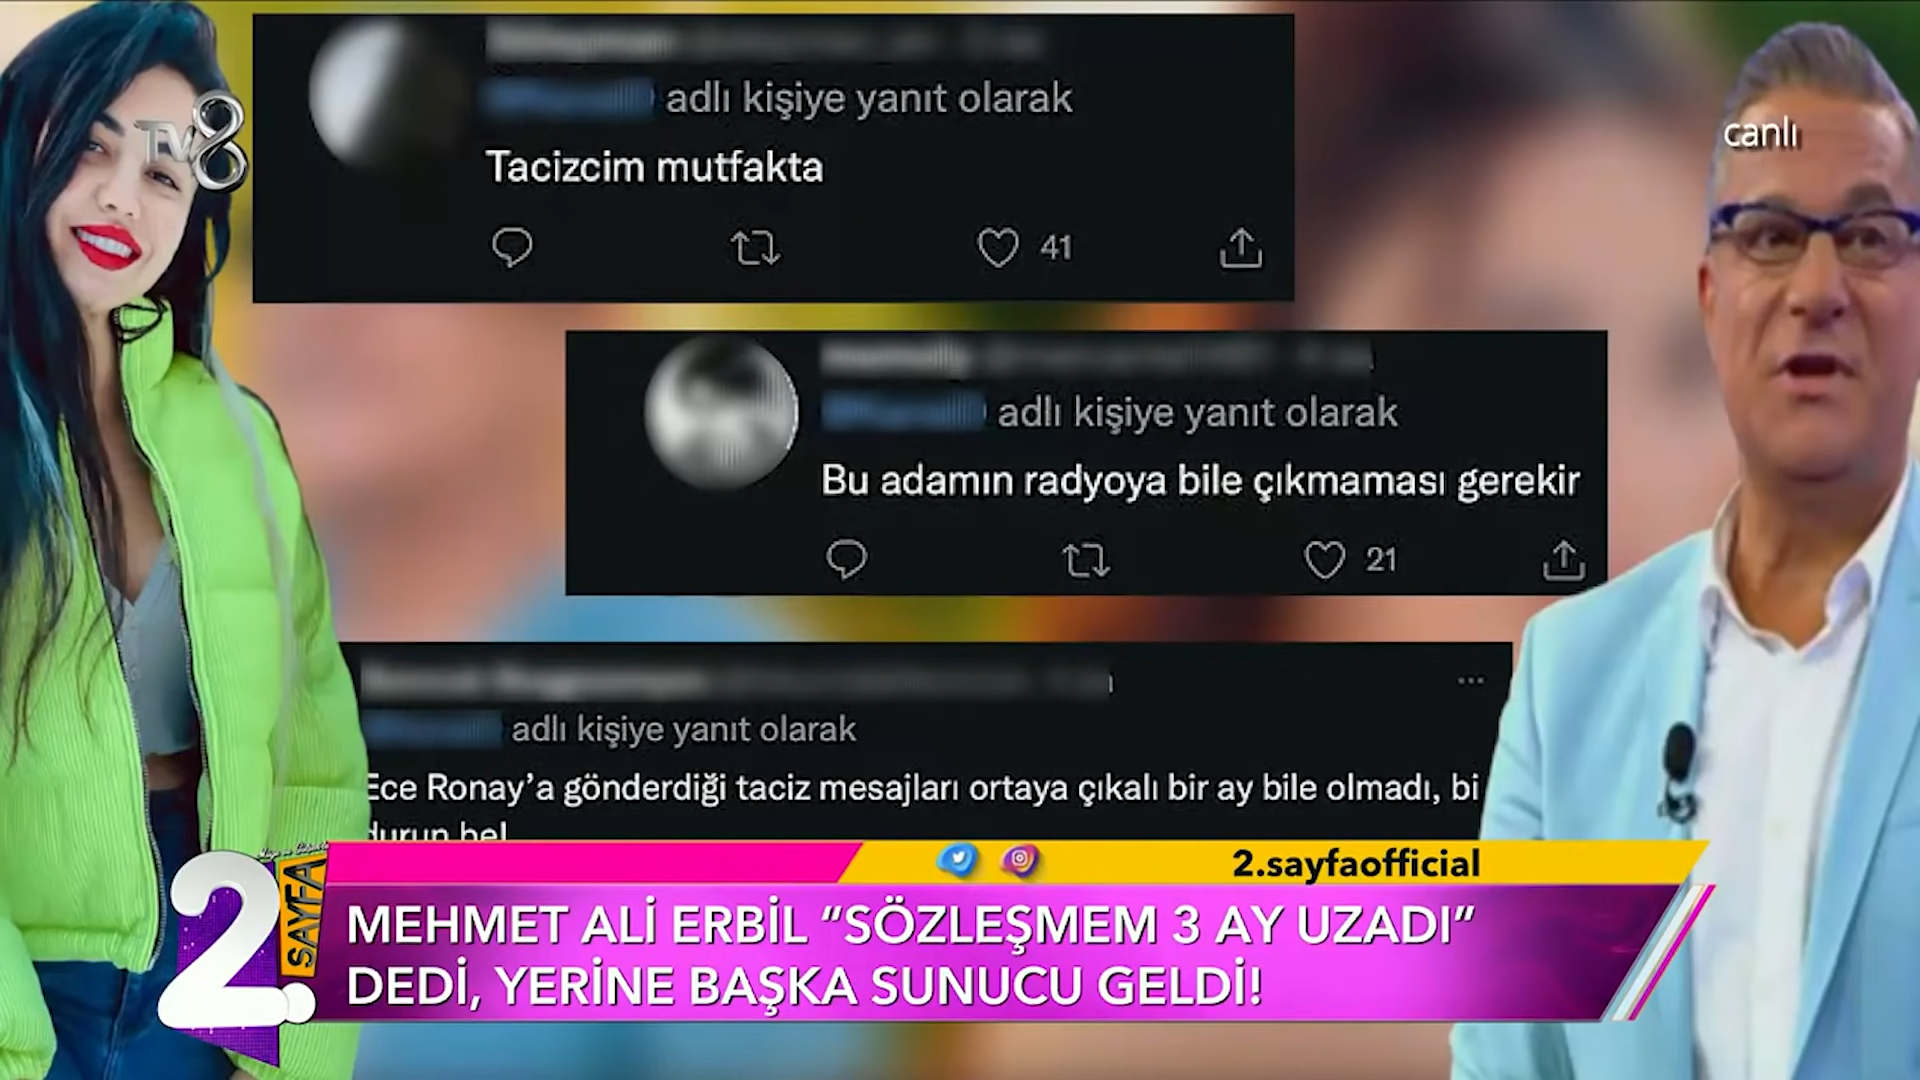 TV8
canlı
adlı kişiye yanıt olarak
Tacizcim mutfakta
41
adlı kişiye yanıt olarak
Bu adamın radyoya bile çıkmaması gerekir
21
adlı kişiye yanıt olarak
Ece Ronay’a gönderdiği taciz mesajları ortaya çıkalı bir ay bile olmadı, bi
durun be!
2.sayfaofficial
2. SAYFA
MEHMET ALİ ERBİL “SÖZLEŞMEM 3 AY UZADI”
DEDİ, YERİNE BAŞKA SUNUCU GELDİ!